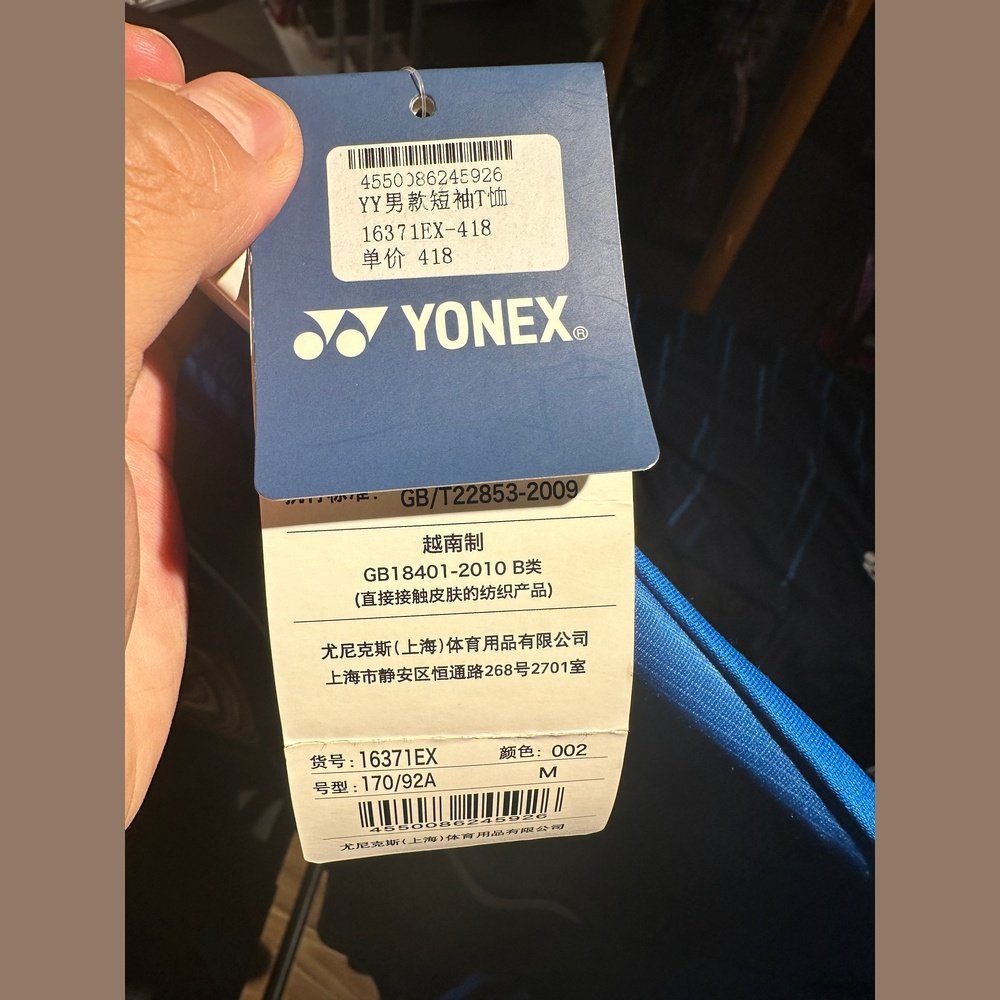 4550086245926
YY男款短袖T恤
16371EX-418
单价 418
YONEX®
执行标准: GB/T22853-2009
越南制
GB18401-2010 B类
(直接接触皮肤的纺织产品)
尤尼克斯(上海)体育用品有限公司
上海市静安区恒通路268号2701室
货号: 16371EX 颜色: 002
号型: 170/92A M
4550086245926
尤尼克斯(上海)体育用品有限公司